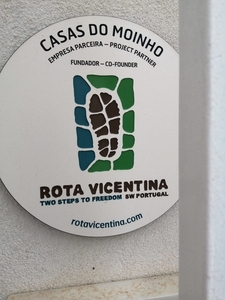 CASAS DO MOINHO
EMPRESA PARCEIRA – PROJECT PARTNER
FUNDADOR – CO-FOUNDER
ROTA VICENTINA
TWO STEPS TO FREEDOM SW PORTUGAL
rotavicentina.com